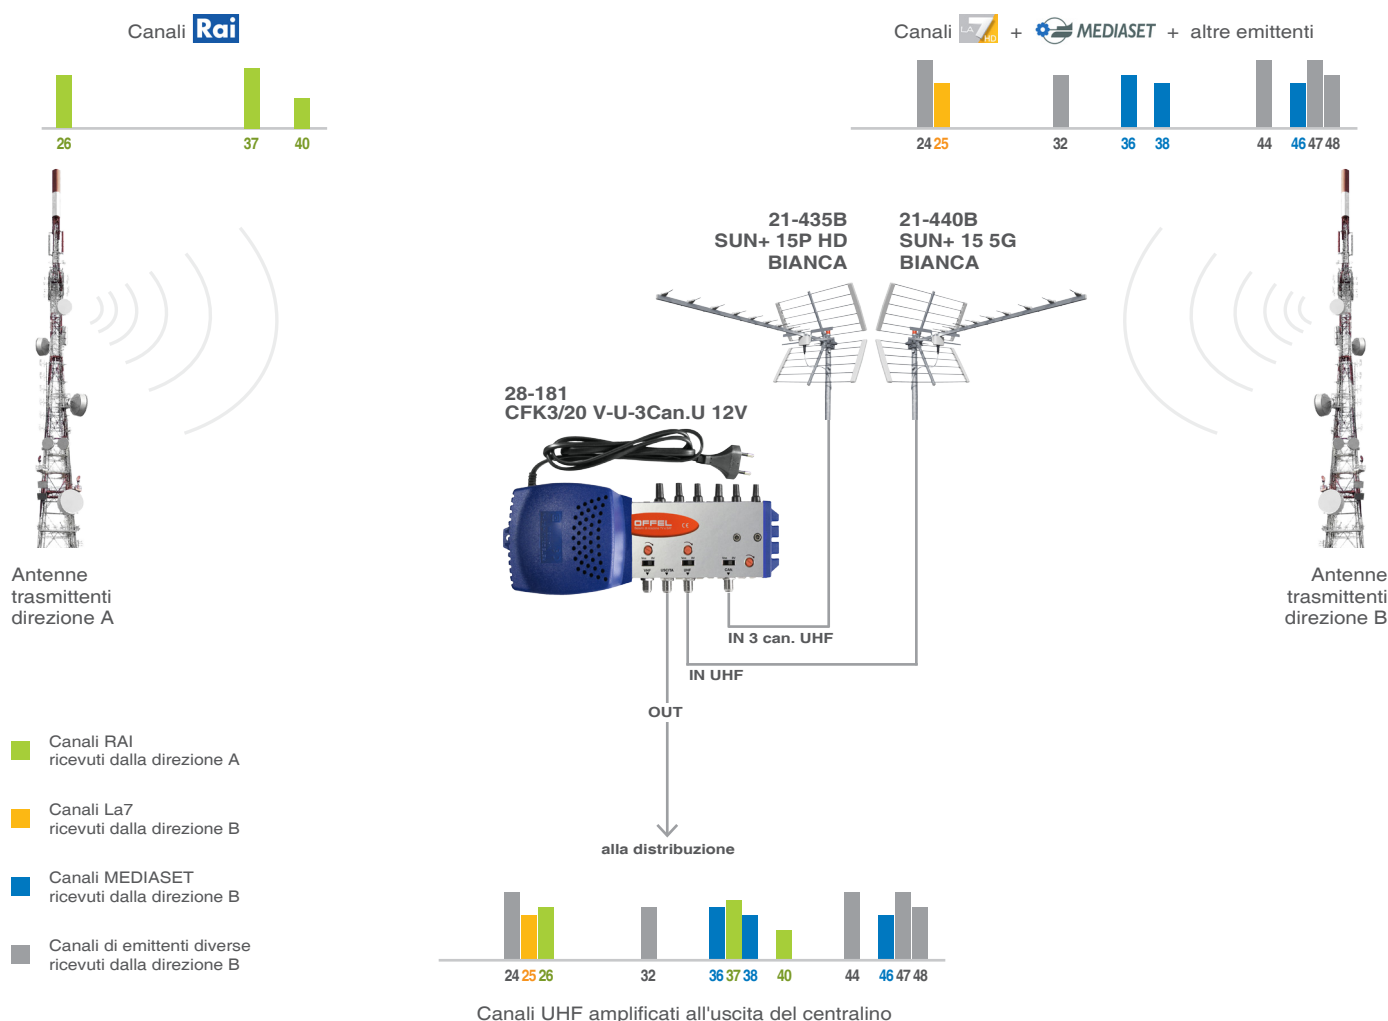 Canali Rai
Canali LA 7 HD + MEDIASET + altre emittenti
26 37 40
24 25 32 36 38 44 46 47 48
21-435B
SUN+ 15P HD
BIANCA
21-440B
SUN+ 15 5G
BIANCA
28-181
CFK3/20 V-U-3Can.U 12V
OFFEL CE
VHF USCITA UHF CAN
Antenne
trasmittenti
direzione A
Antenne
trasmittenti
direzione B
IN 3 can. UHF
IN UHF
OUT
Canali RAI
ricevuti dalla direzione A
Canali La7
ricevuti dalla direzione B
Canali MEDIASET
ricevuti dalla direzione B
Canali di emittenti diverse
ricevuti dalla direzione B
alla distribuzione
24 25 26 32 36 37 38 40 44 46 47 48
Canali UHF amplificati all'uscita del centralino